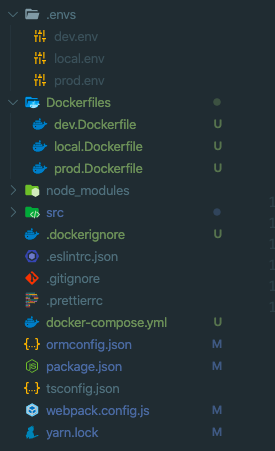 .envs
dev.env
local.env
prod.env
Dockerfiles
dev.Dockerfile U
local.Dockerfile U
prod.Dockerfile U
node_modules
src
.dockerignore U
.eslintrc.json
.gitignore
.prettierrc
docker-compose.yml U
ormconfig.json M
package.json M
tsconfig.json
webpack.config.js M
yarn.lock M